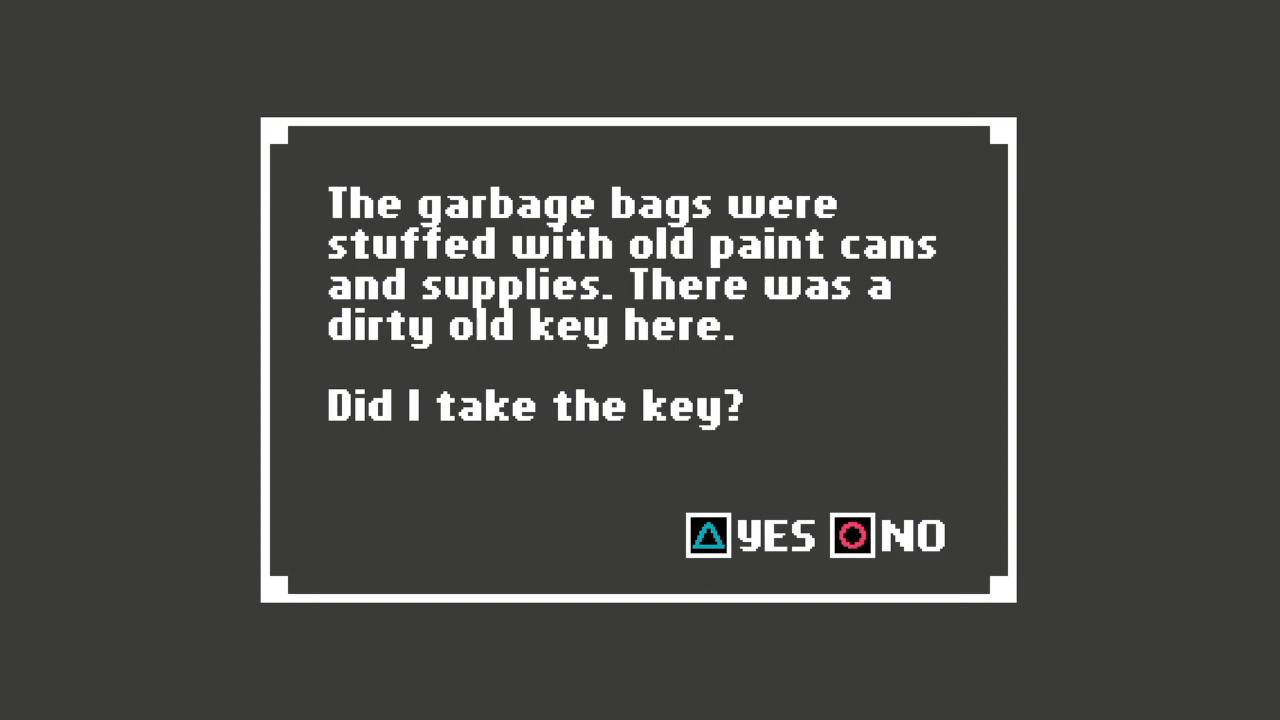 The garbage bags were
stuffed with old paint cans
and supplies. There was a
dirty old key here.
Did I take the key?
YES NO